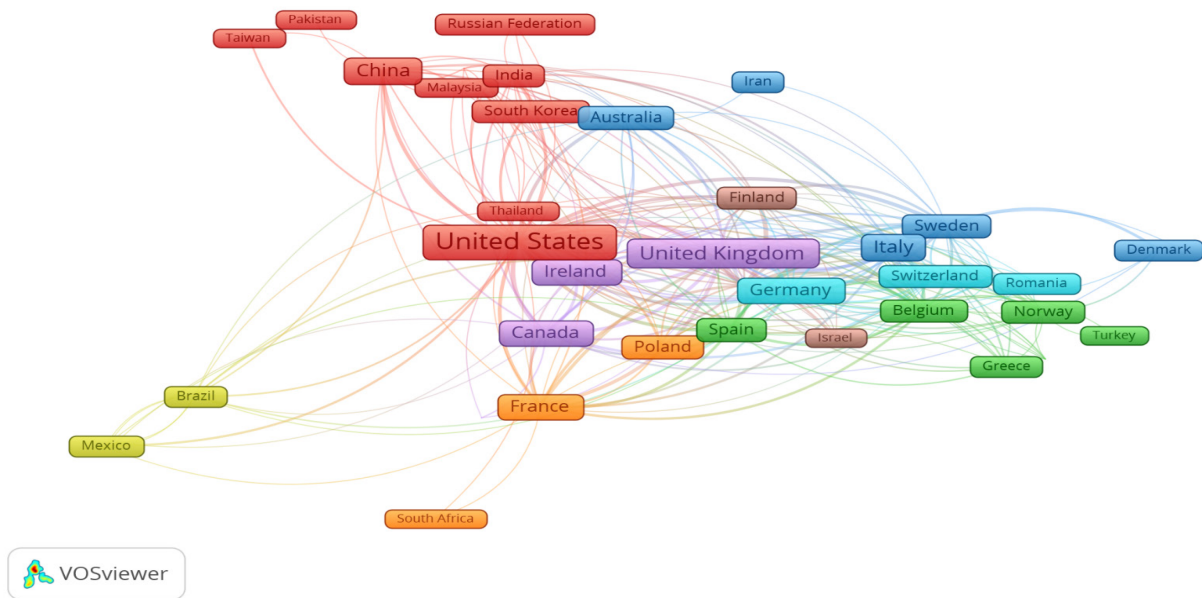 Pakistan
Russian Federation
Taiwan
China
India
Malaysia
Iran
South Korea
Australia
Finland
Thailand
Sweden
United States
United Kingdom
Italy
Denmark
Ireland
Switzerland
Romania
Germany
Belgium
Norway
Canada
Spain
Turkey
Israel
Poland
Greece
Brazil
France
Mexico
South Africa
VOSviewer